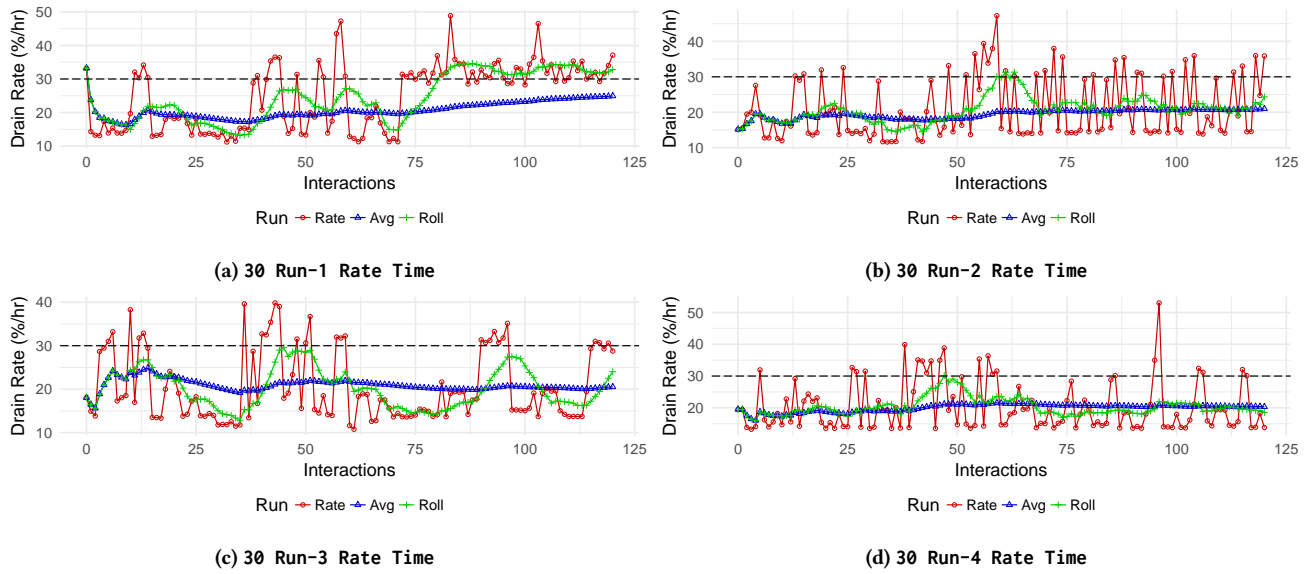 Drain Rate (%/hr)
50
40
30
20
10
0 25 50 75 100 125
Interactions
Run Rate Avg Roll
(a) 30 Run-1 Rate Time
Drain Rate (%/hr)
40
30
20
10
0 25 50 75 100 125
Interactions
Run Rate Avg Roll
(b) 30 Run-2 Rate Time
Drain Rate (%/hr)
40
30
20
10
0 25 50 75 100 125
Interactions
Run Rate Avg Roll
(c) 30 Run-3 Rate Time
Drain Rate (%/hr)
50
40
30
20
0 25 50 75 100 125
Interactions
Run Rate Avg Roll
(d) 30 Run-4 Rate Time